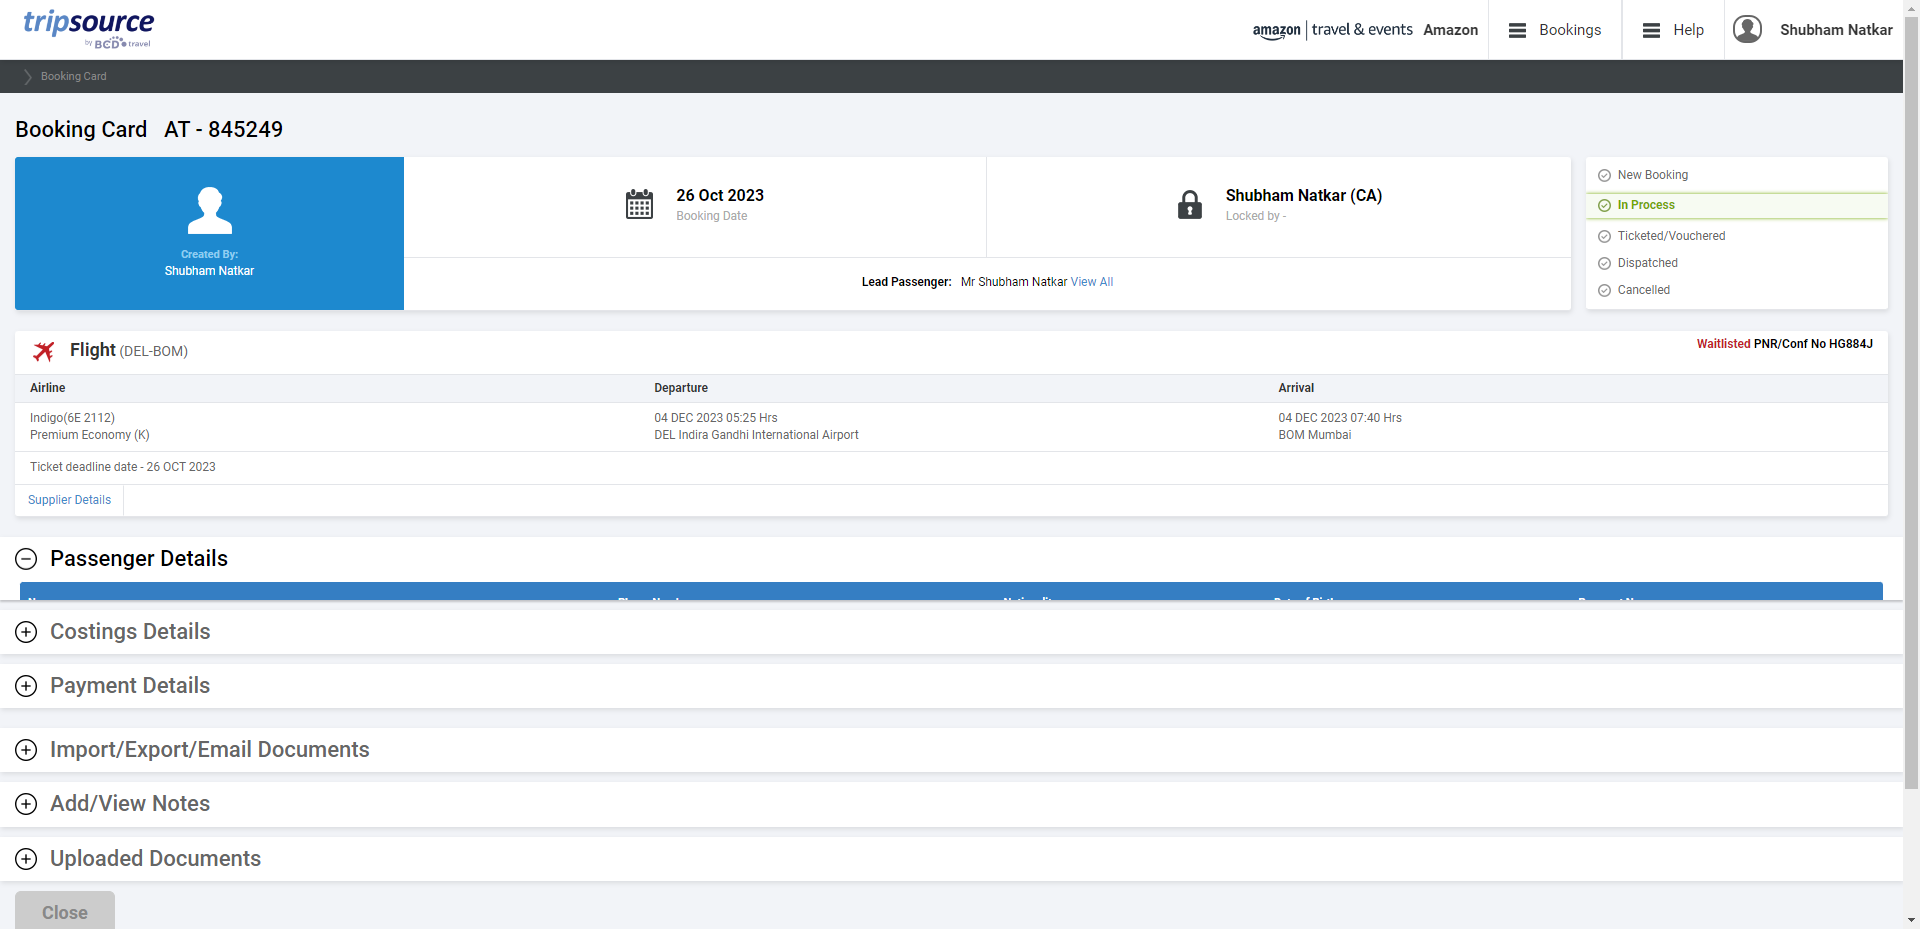 tripsource
by BCD travel
amazon travel & events Amazon
Bookings
Help
Shubham Natkar
Booking Card
Booking Card AT - 845249
Created By:
Shubham Natkar
26 Oct 2023
Booking Date
Shubham Natkar (CA)
Locked by -
Lead Passenger: Mr Shubham Natkar View All
New Booking
In Process
Ticketed/Vouchered
Dispatched
Cancelled
Flight (DEL-BOM)
Waitlisted PNR/Conf No HG884J
Airline Departure Arrival
Indigo(6E 2112) 04 DEC 2023 05:25 Hrs 04 DEC 2023 07:40 Hrs
Premium Economy (K) DEL Indira Gandhi International Airport BOM Mumbai
Ticket deadline date - 26 OCT 2023
Supplier Details
Passenger Details
Costings Details
Payment Details
Import/Export/Email Documents
Add/View Notes
Uploaded Documents
Close